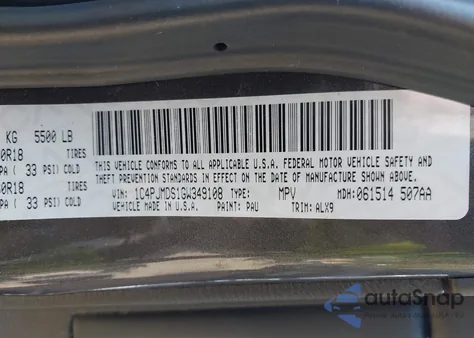 KG 5500 LB
0R18 TIRES
PA ( 33 PSI) COLD
0R18 TIRES
PA ( 33 PSI) COLD
THIS VEHICLE CONFORMS TO ALL APPLICABLE U.S.A. FEDERAL MOTOR VEHICLE SAFETY,
AND THEFT PREVENTION STANDARDS IN EFFECT ON THE DATE OF MANUFACTURE SHOWN ABOVE.
VIN: 1C4PJMDS1GW349108 TYPE: MPV MDH: 061514 507AA
VEHICLE MADE IN U.S.A. PAINT: PAU TRIM: ALX9
autoSnap